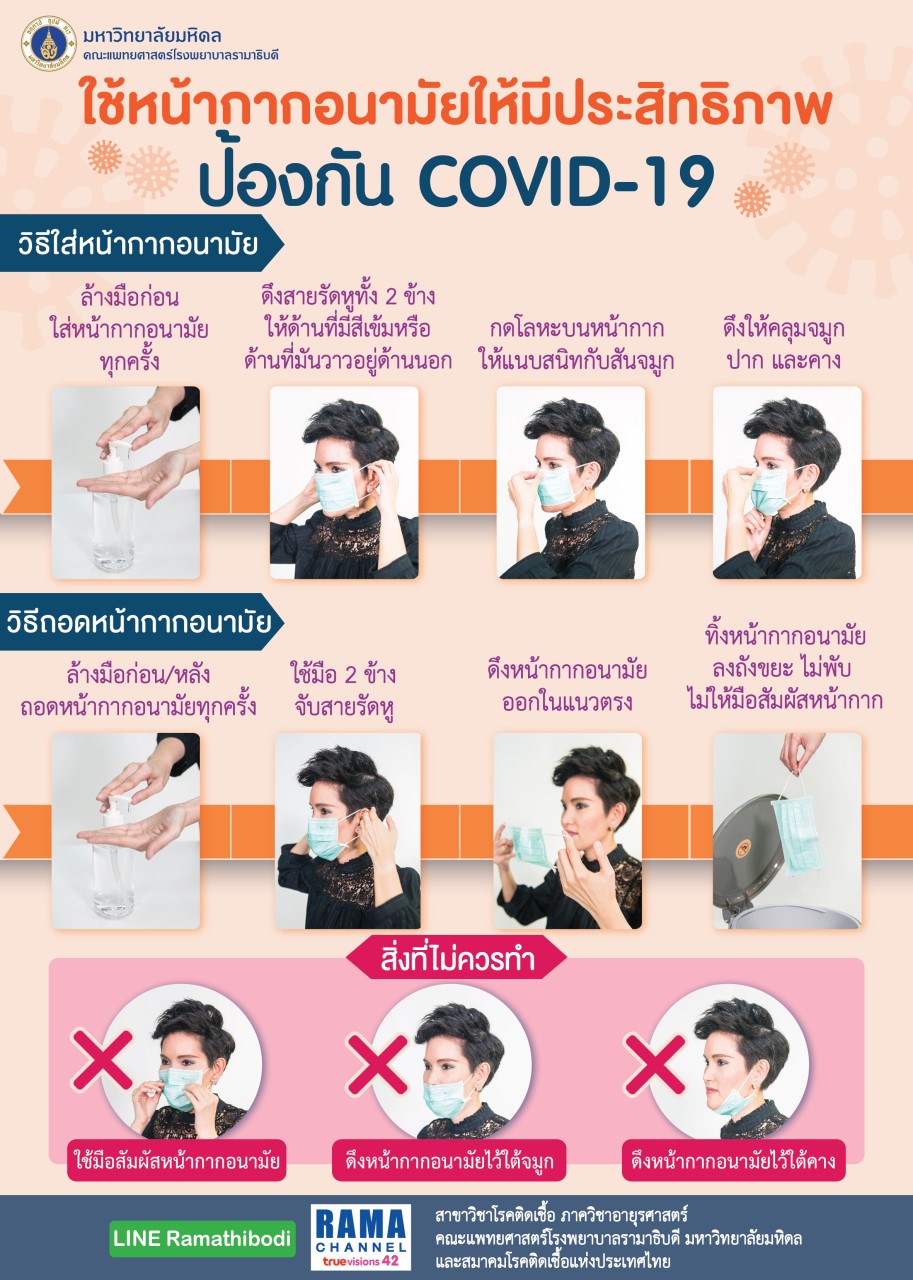 มหาวิทยาลัยมหิดล
คณะแพทยศาสตร์โรงพยาบาลรามาธิบดี
ใช้หน้ากากอนามัยให้มีประสิทธิภาพ
ป้องกัน COVID-19
วิธีใส่หน้ากากอนามัย
ล้างมือก่อน
ใส่หน้ากากอนามัย
ทุกครั้ง
ดึงสายรัดหูทั้ง 2 ข้าง
ให้ด้านที่มีสีเข้มหรือ
ด้านที่มันวาวอยู่ด้านนอก
กดโลหะบนหน้ากาก
ให้แนบสนิทกับสันจมูก
ดึงให้คลุมจมูก
ปาก และคาง
วิธีถอดหน้ากากอนามัย
ล้างมือก่อน/หลัง
ถอดหน้ากากอนามัยทุกครั้ง
ใช้มือ 2 ข้าง
จับสายรัดหู
ดึงหน้ากากอนามัย
ออกในแนวตรง
ทิ้งหน้ากากอนามัย
ลงถังขยะ ไม่พับ
ไม่ให้มือสัมผัสหน้ากาก
สิ่งที่ไม่ควรทำ
ใช้มือสัมผัสหน้ากากอนามัย
ดึงหน้ากากอนามัยไว้ใต้จมูก
ดึงหน้ากากอนามัยไว้ใต้คาง
LINE Ramathibodi
RAMA
CHANNEL
truevisions 42
สาขาวิชาโรคติดเชื้อ ภาควิชาอายุรศาสตร์
คณะแพทยศาสตร์โรงพยาบาลรามาธิบดี มหาวิทยาลัยมหิดล
และสมาคมโรคติดเชื้อแห่งประเทศไทย